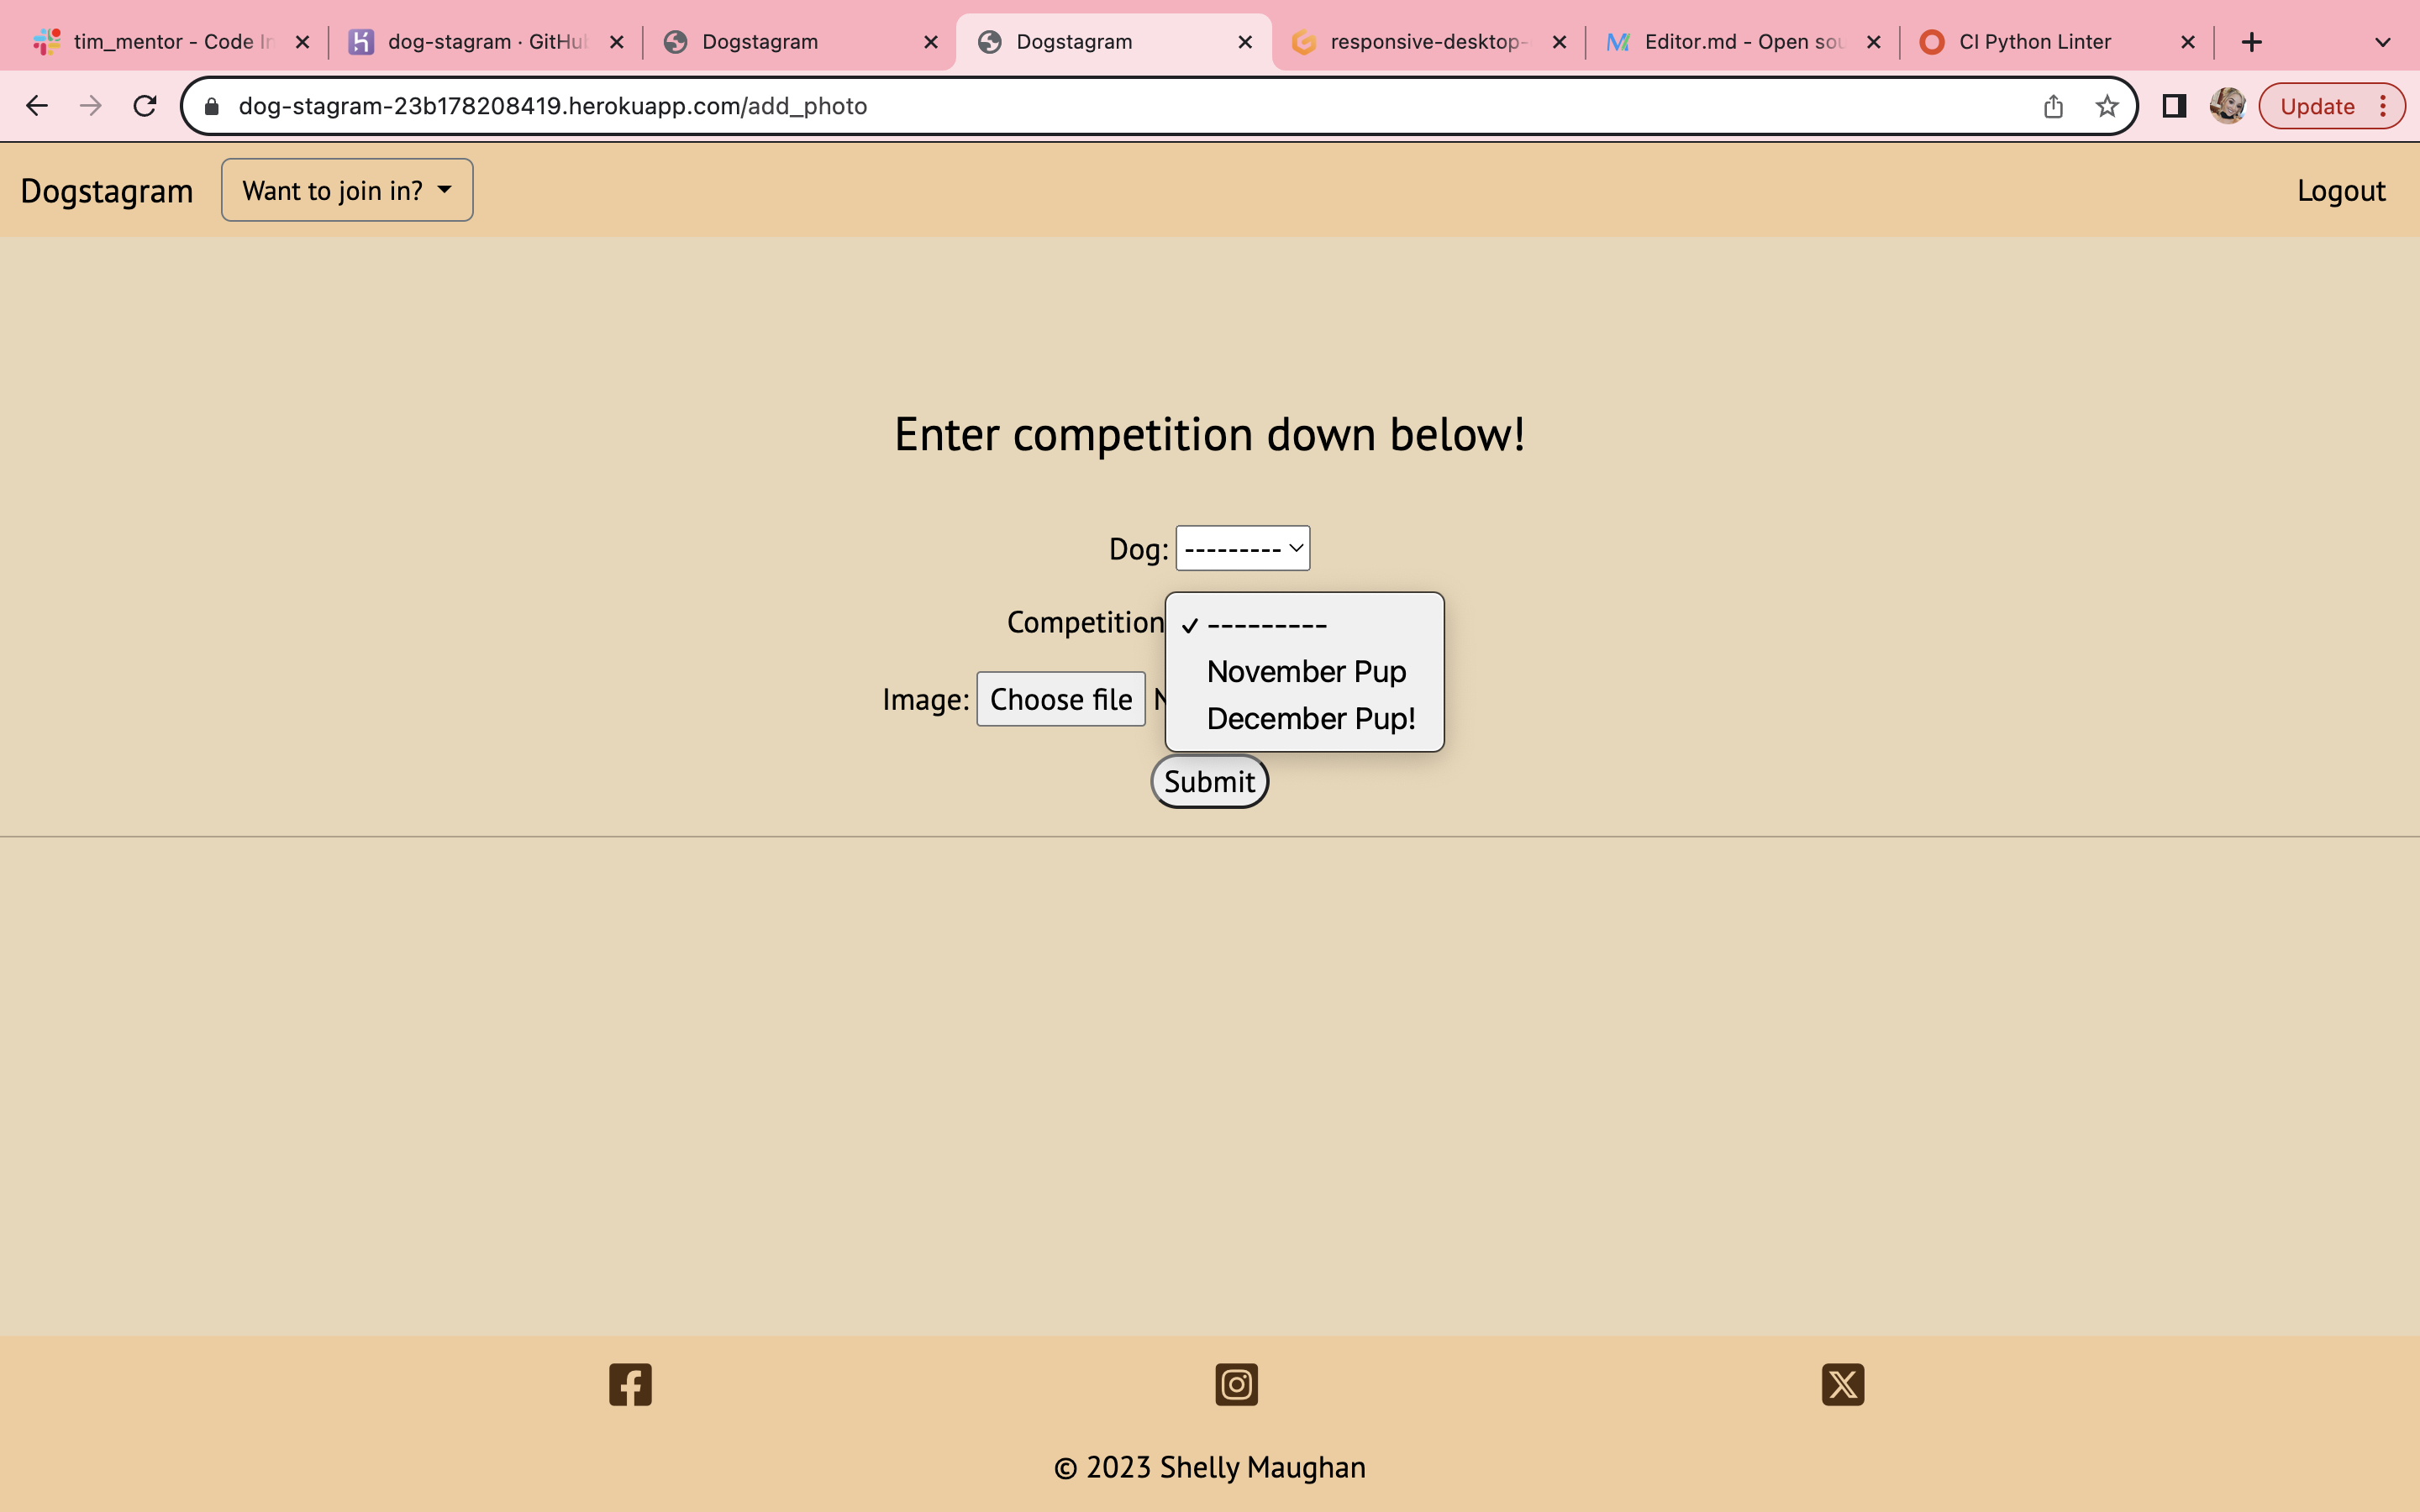 tim_mentor - Code In
dog-stagram · GitHub
Dogstagram
Dogstagram
responsive-desktop-
Editor.md - Open sou
CI Python Linter
dog-stagram-23b178208419.herokuapp.com/add_photo
Update
Dogstagram
Want to join in?
Logout
Enter competition down below!
Dog: ---------
Competition
---------
November Pup
December Pup!
Image: Choose file N
Submit
© 2023 Shelly Maughan